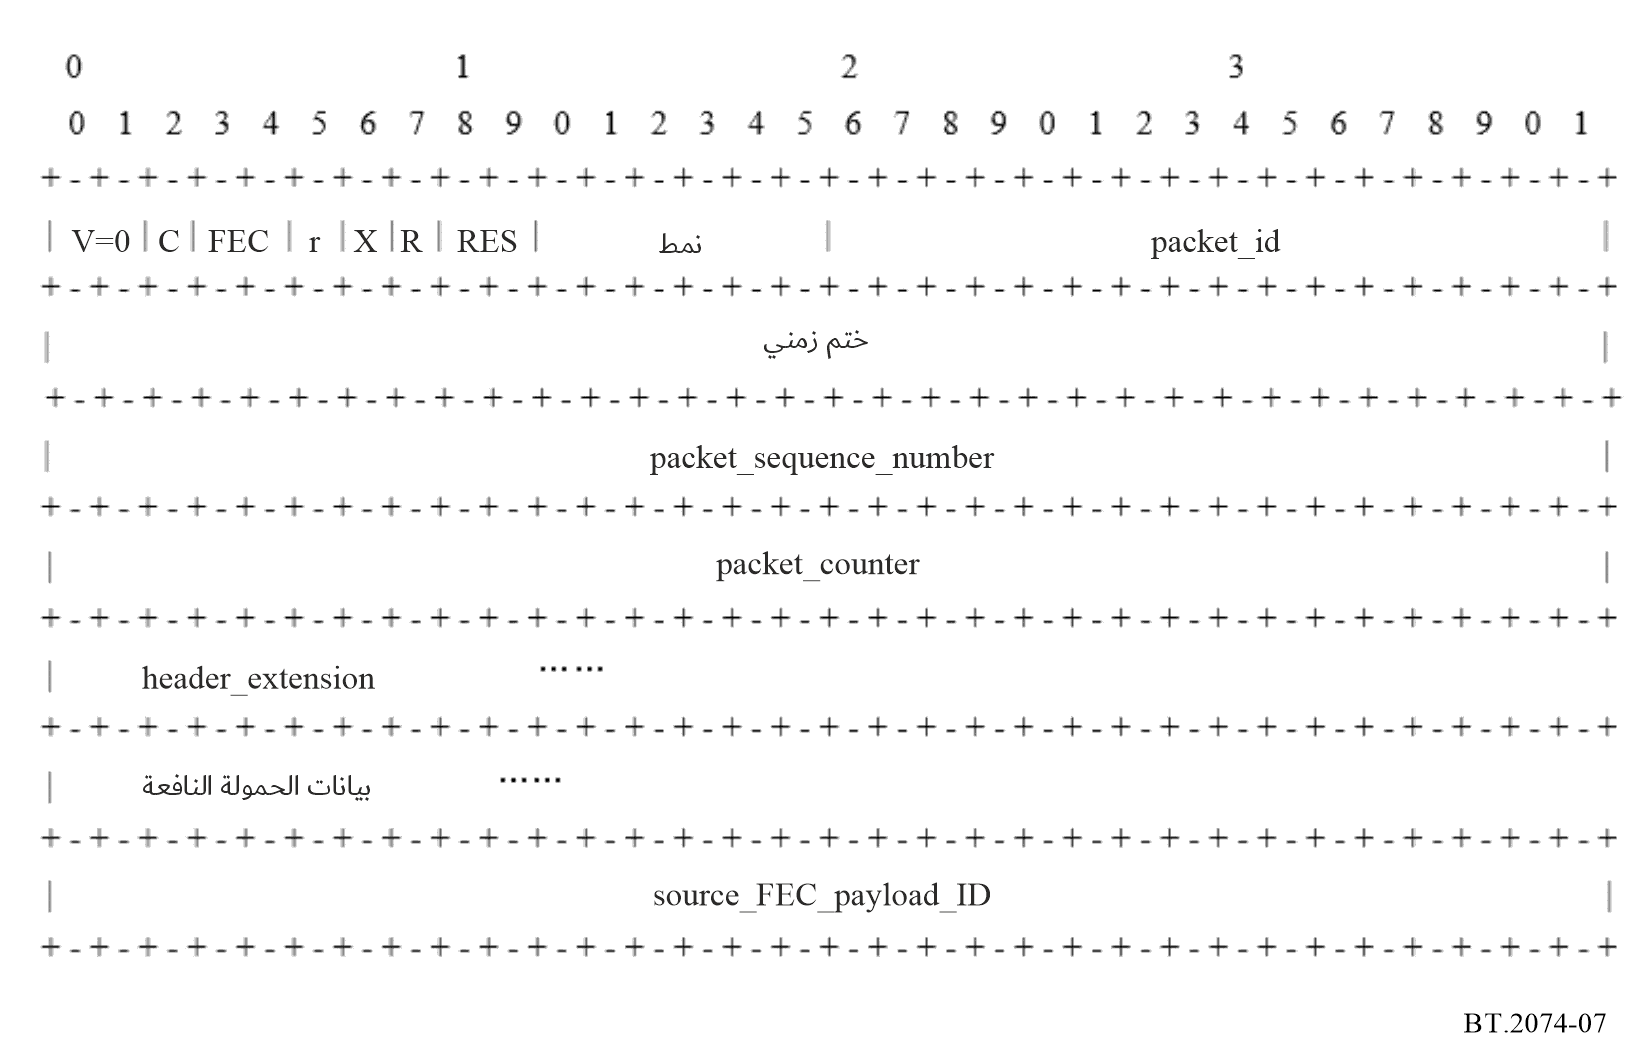 0 1 2 3
0 1 2 3 4 5 6 7 8 9 0 1 2 3 4 5 6 7 8 9 0 1 2 3 4 5 6 7 8 9 0 1
+-+-+-+-+-+-+-+-+-+-+-+-+-+-+-+-+-+-+-+-+-+-+-+-+-+-+-+-+-+-+-+-+
| V=0 | C | FEC | r | X | R | RES | نمط | packet_id |
+-+-+-+-+-+-+-+-+-+-+-+-+-+-+-+-+-+-+-+-+-+-+-+-+-+-+-+-+-+-+-+-+
| ختم زمني |
+-+-+-+-+-+-+-+-+-+-+-+-+-+-+-+-+-+-+-+-+-+-+-+-+-+-+-+-+-+-+-+-+
| packet_sequence_number |
+-+-+-+-+-+-+-+-+-+-+-+-+-+-+-+-+-+-+-+-+-+-+-+-+-+-+-+-+-+-+-+-+
| packet_counter |
+-+-+-+-+-+-+-+-+-+-+-+-+-+-+-+-+-+-+-+-+-+-+-+-+-+-+-+-+-+-+-+-+
| header_extension ……
+-+-+-+-+-+-+-+-+-+-+-+-+-+-+-+-+-+-+-+-+-+-+-+-+-+-+-+-+-+-+-+-+
| بيانات الحمولة النافعة ……
+-+-+-+-+-+-+-+-+-+-+-+-+-+-+-+-+-+-+-+-+-+-+-+-+-+-+-+-+-+-+-+-+
| source_FEC_payload_ID |
+-+-+-+-+-+-+-+-+-+-+-+-+-+-+-+-+-+-+-+-+-+-+-+-+-+-+-+-+-+-+-+-+
BT.2074-07